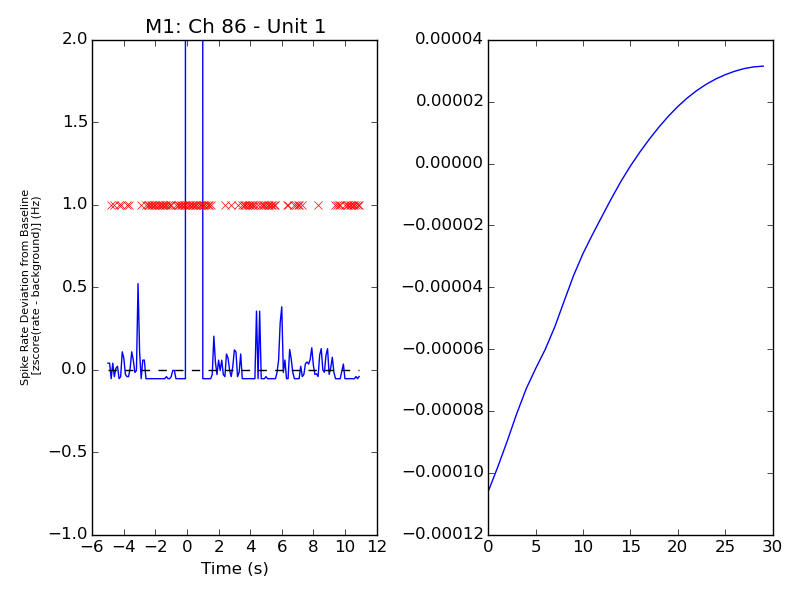 M1: Ch 86 - Unit 1
2.0
1.5
1.0
0.5
0.0
−0.5
−1.0
Spike Rate Deviation from Baseline
[zscore(rate - background)] (Hz)
−6 −4 −2 0 2 4 6 8 10 12
Time (s)
0.00004
0.00002
0.00000
−0.00002
−0.00004
−0.00006
−0.00008
−0.00010
−0.00012
0 5 10 15 20 25 30